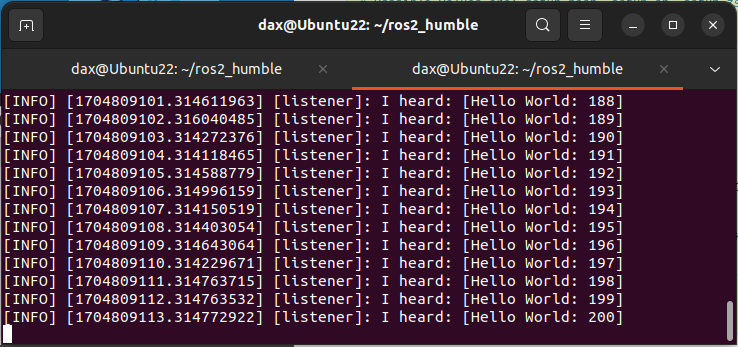 dax@Ubuntu22: ~/ros2_humble
dax@Ubuntu22: ~/ros2_humble
dax@Ubuntu22: ~/ros2_humble
[INFO] [1704809101.314611963] [listener]: I heard: [Hello World: 188]
[INFO] [1704809102.316040485] [listener]: I heard: [Hello World: 189]
[INFO] [1704809103.314272376] [listener]: I heard: [Hello World: 190]
[INFO] [1704809104.314118465] [listener]: I heard: [Hello World: 191]
[INFO] [1704809105.314588779] [listener]: I heard: [Hello World: 192]
[INFO] [1704809106.314996159] [listener]: I heard: [Hello World: 193]
[INFO] [1704809107.314150519] [listener]: I heard: [Hello World: 194]
[INFO] [1704809108.314403054] [listener]: I heard: [Hello World: 195]
[INFO] [1704809109.314643064] [listener]: I heard: [Hello World: 196]
[INFO] [1704809110.314229671] [listener]: I heard: [Hello World: 197]
[INFO] [1704809111.314763715] [listener]: I heard: [Hello World: 198]
[INFO] [1704809112.314763532] [listener]: I heard: [Hello World: 199]
[INFO] [1704809113.314772922] [listener]: I heard: [Hello World: 200]